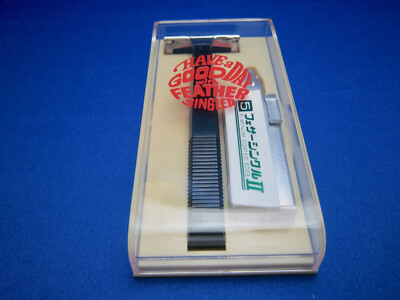 HAVE a
GOOD DAY
with
FEATHER
SINGLE II
5 フェザーシングルII